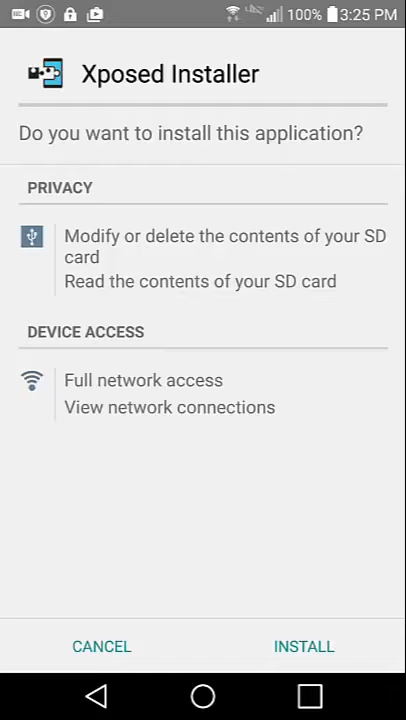 100% 3:25 PM
Xposed Installer
Do you want to install this application?
PRIVACY
Modify or delete the contents of your SD
card
Read the contents of your SD card
DEVICE ACCESS
Full network access
View network connections
CANCEL INSTALL